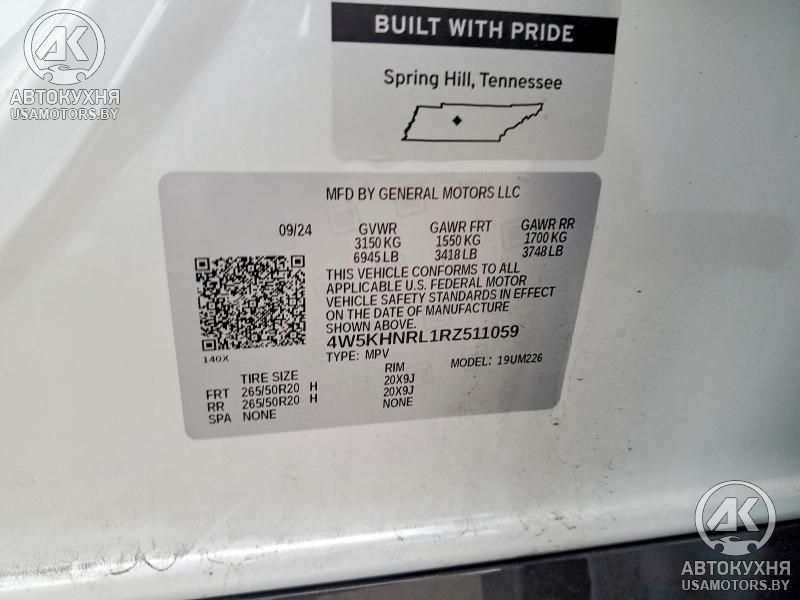 АК
АВТОКУХНЯ
USAMOTORS.BY
BUILT WITH PRIDE
Spring Hill, Tennessee
MFD BY GENERAL MOTORS LLC
09/24 GVWR GAWR FRT GAWR RR
3150 KG 1550 KG 1700 KG
6945 LB 3418 LB 3748 LB
THIS VEHICLE CONFORMS TO ALL
APPLICABLE U.S. FEDERAL MOTOR
VEHICLE SAFETY STANDARDS IN EFFECT
ON THE DATE OF MANUFACTURE
SHOWN ABOVE.
4W5KHNRL1RZ511059
140X
TYPE: MPV MODEL: 19UM226
TIRE SIZE RIM
FRT 265/50R20 H 20X9J
RR 265/50R20 H 20X9J
SPA NONE NONE
АК
АВТОКУХНЯ
USAMOTORS.BY